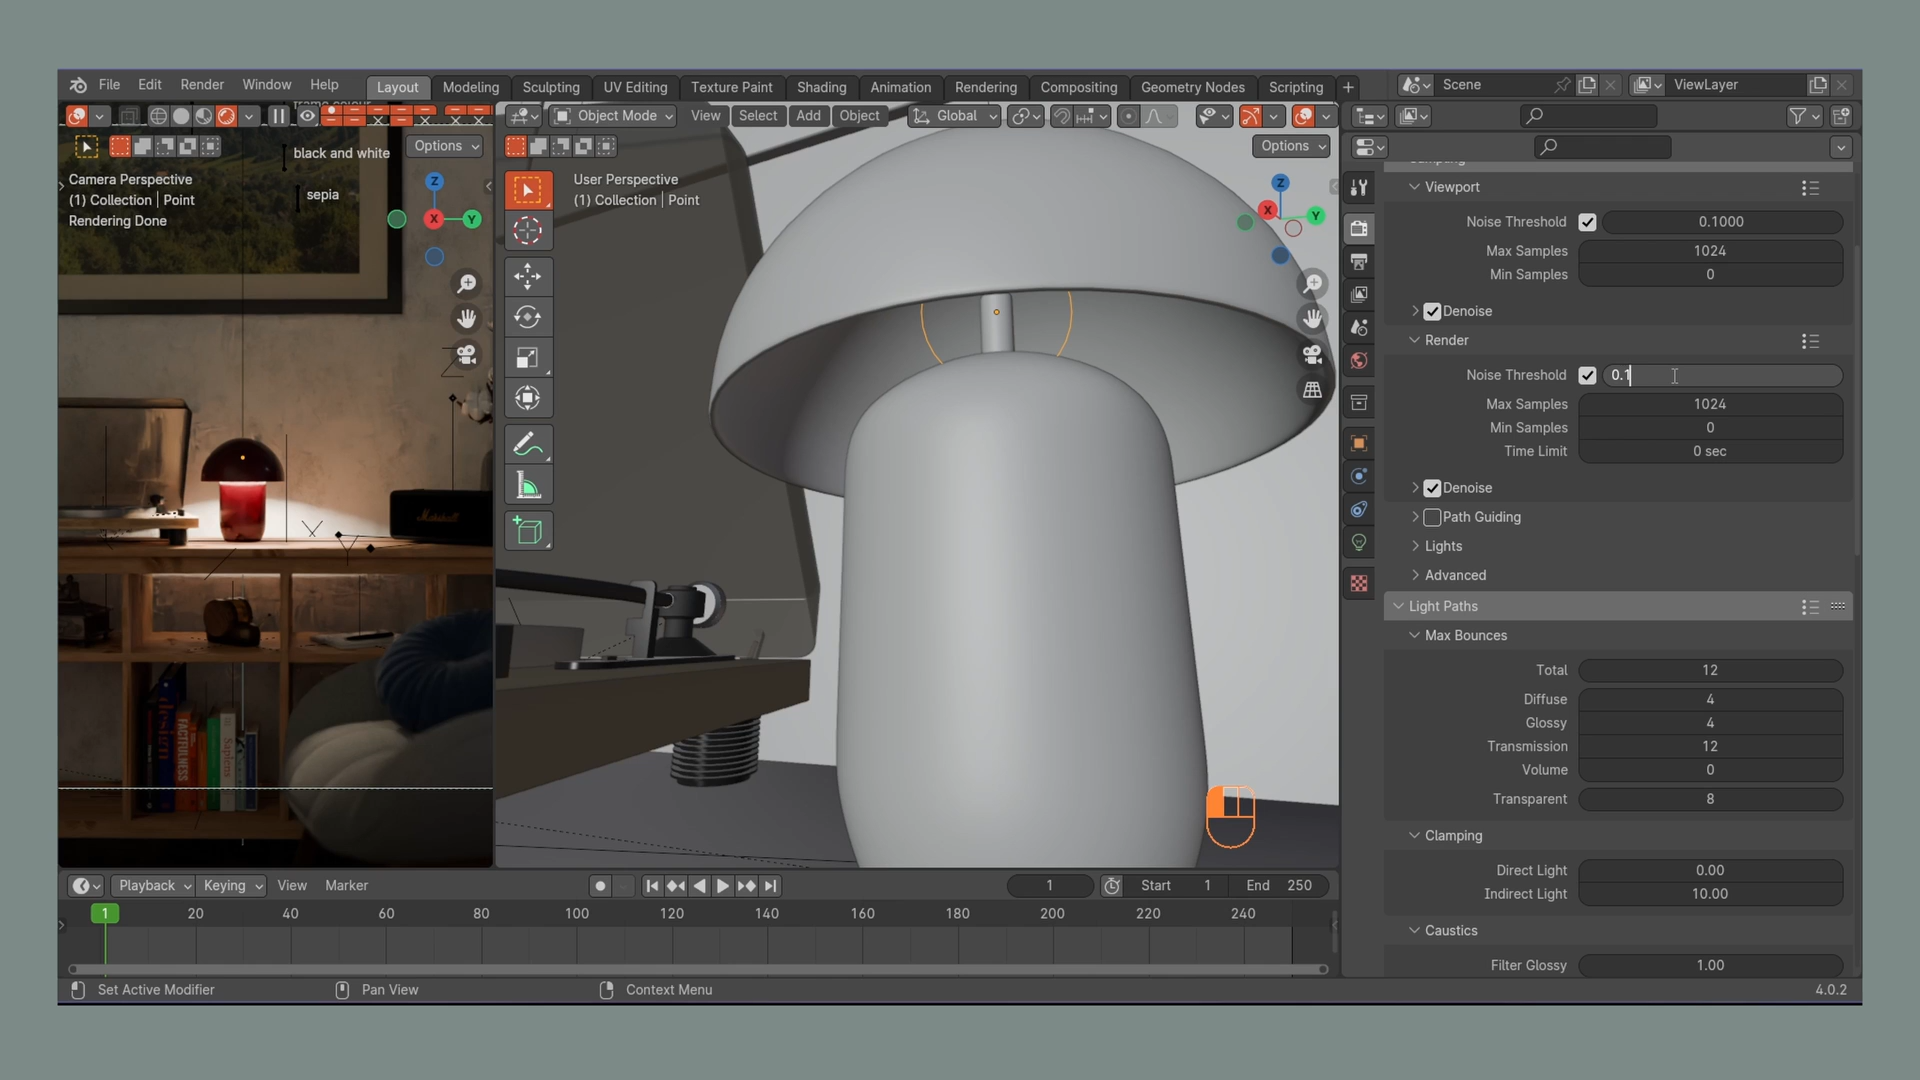 File Edit Render Window Help Layout Modeling Sculpting UV Editing Texture Paint Shading Animation Rendering Compositing Geometry Nodes Scripting + Scene ViewLayer
frame colour
Object Mode View Select Add Object Global
black and white
Options
Options
sepia
Camera Perspective
(1) Collection | Point
Rendering Done
Z
X
Y
User Perspective
(1) Collection | Point
Z
X
Y
Marshall
design
FACTFULNESS
Sapiens
Viewport
Noise Threshold 0.1000
Max Samples 1024
Min Samples 0
Denoise
Render
Noise Threshold 0.1
Max Samples 1024
Min Samples 0
Time Limit 0 sec
Denoise
Path Guiding
Lights
Advanced
Light Paths
Max Bounces
Total 12
Diffuse 4
Glossy 4
Transmission 12
Volume 0
Transparent 8
Clamping
Direct Light 0.00
Indirect Light 10.00
Caustics
Filter Glossy 1.00
Playback Keying View Marker 1 Start 1 End 250
1 20 40 60 80 100 120 140 160 180 200 220 240
Set Active Modifier Pan View Context Menu 4.0.2